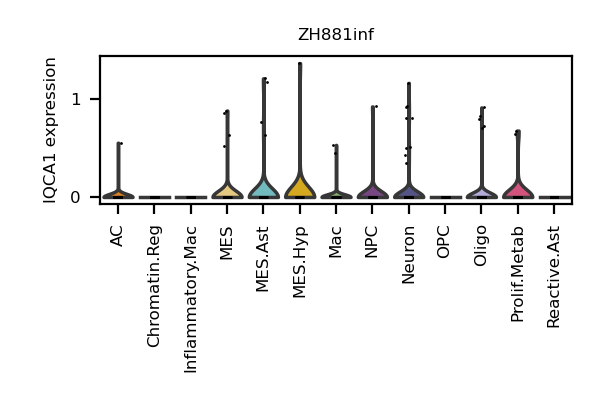 ZH881inf
IQCA1 expression
1
0
AC
Chromatin.Reg
Inflammatory.Mac
MES
MES.Ast
MES.Hyp
Mac
NPC
Neuron
OPC
Oligo
Prolif.Metab
Reactive.Ast